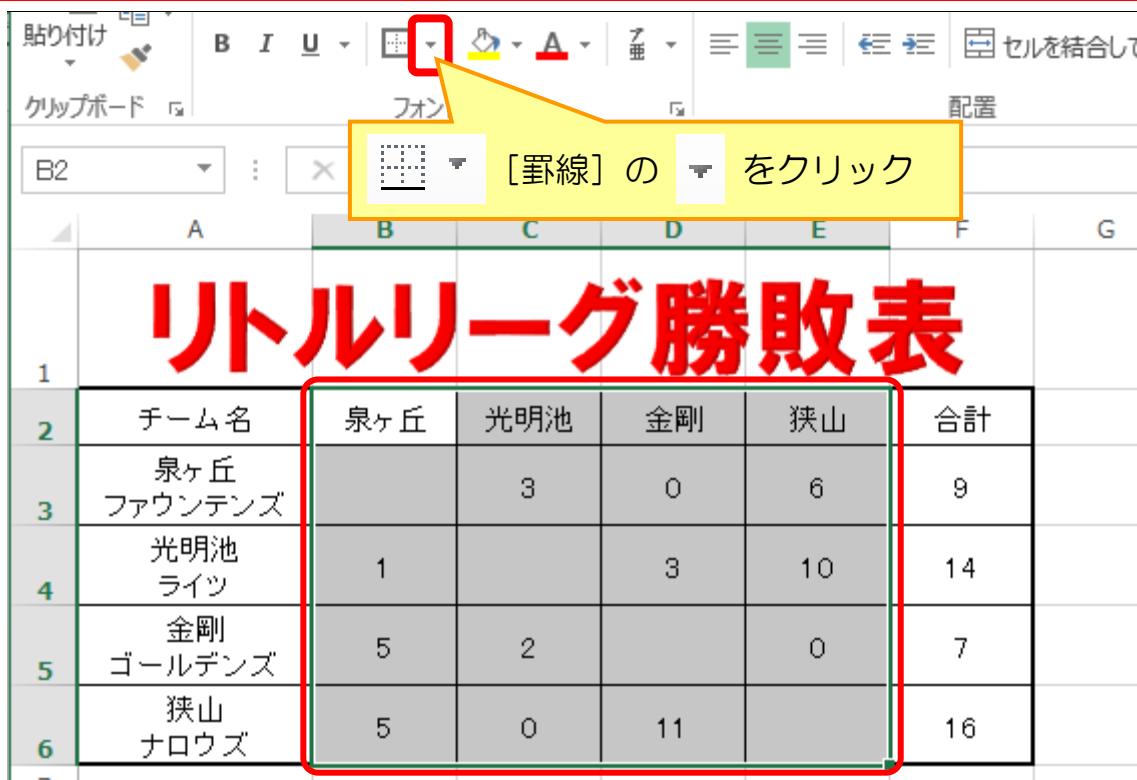 貼り付け B I U A ア亜 セルを結合して
クリップボード フォン 配置
[罫線] の をクリック
B2
A B C D E F G
リトルリーグ勝敗表
1
2 チーム名 泉ヶ丘 光明池 金剛 狭山 合計
泉ヶ丘
3 ファウンテンズ 3 0 6 9
光明池
4 ライツ 1 3 10 14
金剛
5 ゴールデンズ 5 2 0 7
狭山
6 ナロウズ 5 0 11 16